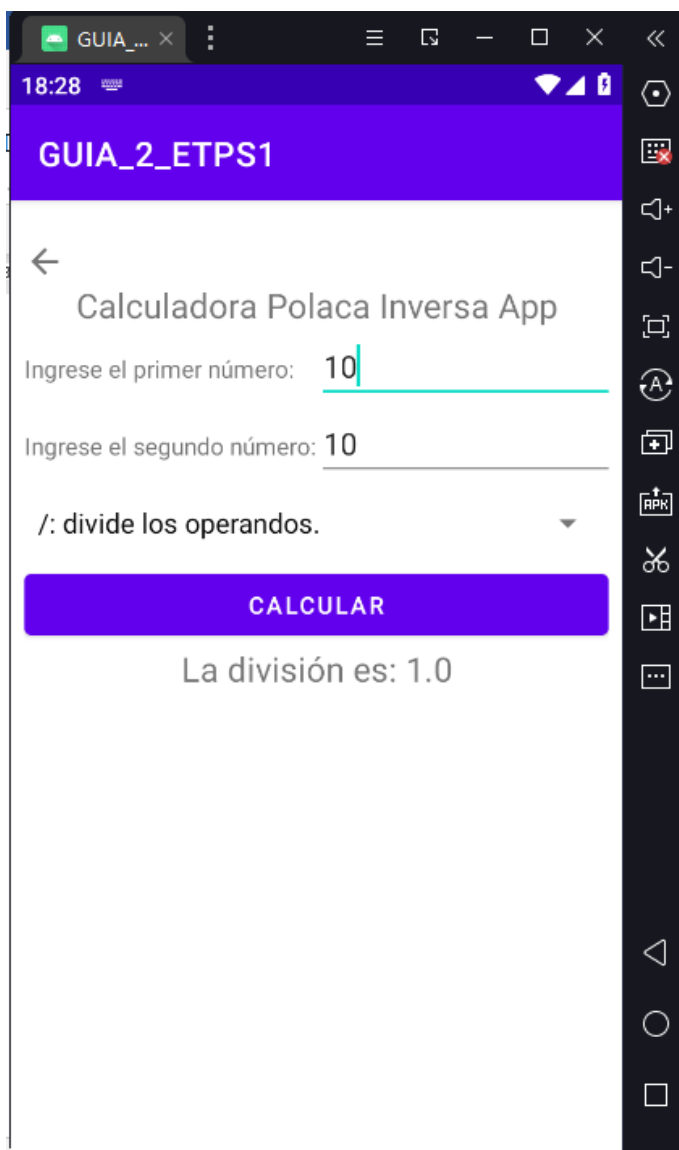 GUIA_... ×
18:28
GUIA_2_ETPS1
Calculadora Polaca Inversa App
Ingrese el primer número: 10
Ingrese el segundo número: 10
/: divide los operandos.
CALCULAR
La división es: 1.0
A
APK